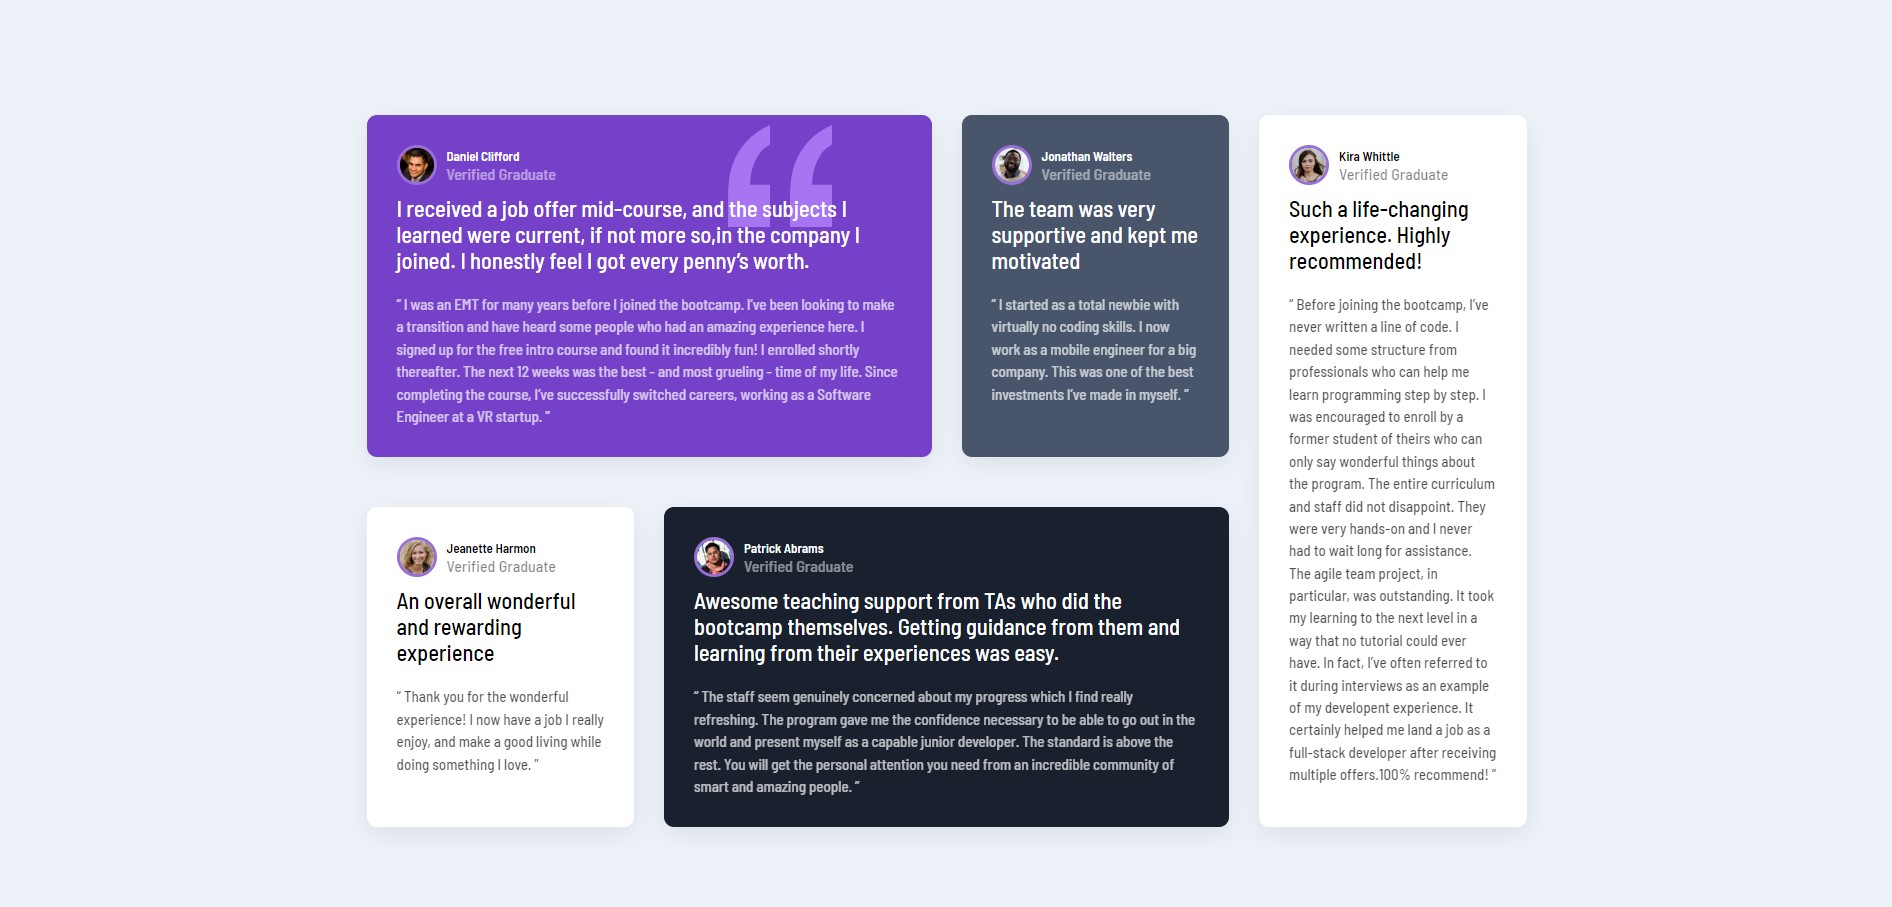 Daniel Clifford
Verified Graduate
I received a job offer mid-course, and the subjects I
learned were current, if not more so,in the company I
joined. I honestly feel I got every penny’s worth.
“ I was an EMT for many years before I joined the bootcamp. I’ve been looking to make
a transition and have heard some people who had an amazing experience here. I
signed up for the free intro course and found it incredibly fun! I enrolled shortly
thereafter. The next 12 weeks was the best - and most grueling - time of my life. Since
completing the course, I’ve successfully switched careers, working as a Software
Engineer at a VR startup. ”
Jonathan Walters
Verified Graduate
The team was very
supportive and kept me
motivated
“ I started as a total newbie with
virtually no coding skills. I now
work as a mobile engineer for a big
company. This was one of the best
investments I’ve made in myself. ”
Kira Whittle
Verified Graduate
Such a life-changing
experience. Highly
recommended!
“ Before joining the bootcamp, I’ve
never written a line of code. I
needed some structure from
professionals who can help me
learn programming step by step. I
was encouraged to enroll by a
former student of theirs who can
only say wonderful things about
the program. The entire curriculum
and staff did not disappoint. They
were very hands-on and I never
had to wait long for assistance.
The agile team project, in
particular, was outstanding. It took
my learning to the next level in a
way that no tutorial could ever
have. In fact, I’ve often referred to
it during interviews as an example
of my developent experience. It
certainly helped me land a job as a
full-stack developer after receiving
multiple offers.100% recommend! ”
Jeanette Harmon
Verified Graduate
An overall wonderful
and rewarding
experience
“ Thank you for the wonderful
experience! I now have a job I really
enjoy, and make a good living while
doing something I love. ”
Patrick Abrams
Verified Graduate
Awesome teaching support from TAs who did the
bootcamp themselves. Getting guidance from them and
learning from their experiences was easy.
“ The staff seem genuinely concerned about my progress which I find really
refreshing. The program gave me the confidence necessary to be able to go out in the
world and present myself as a capable junior developer. The standard is above the
rest. You will get the personal attention you need from an incredible community of
smart and amazing people. ”